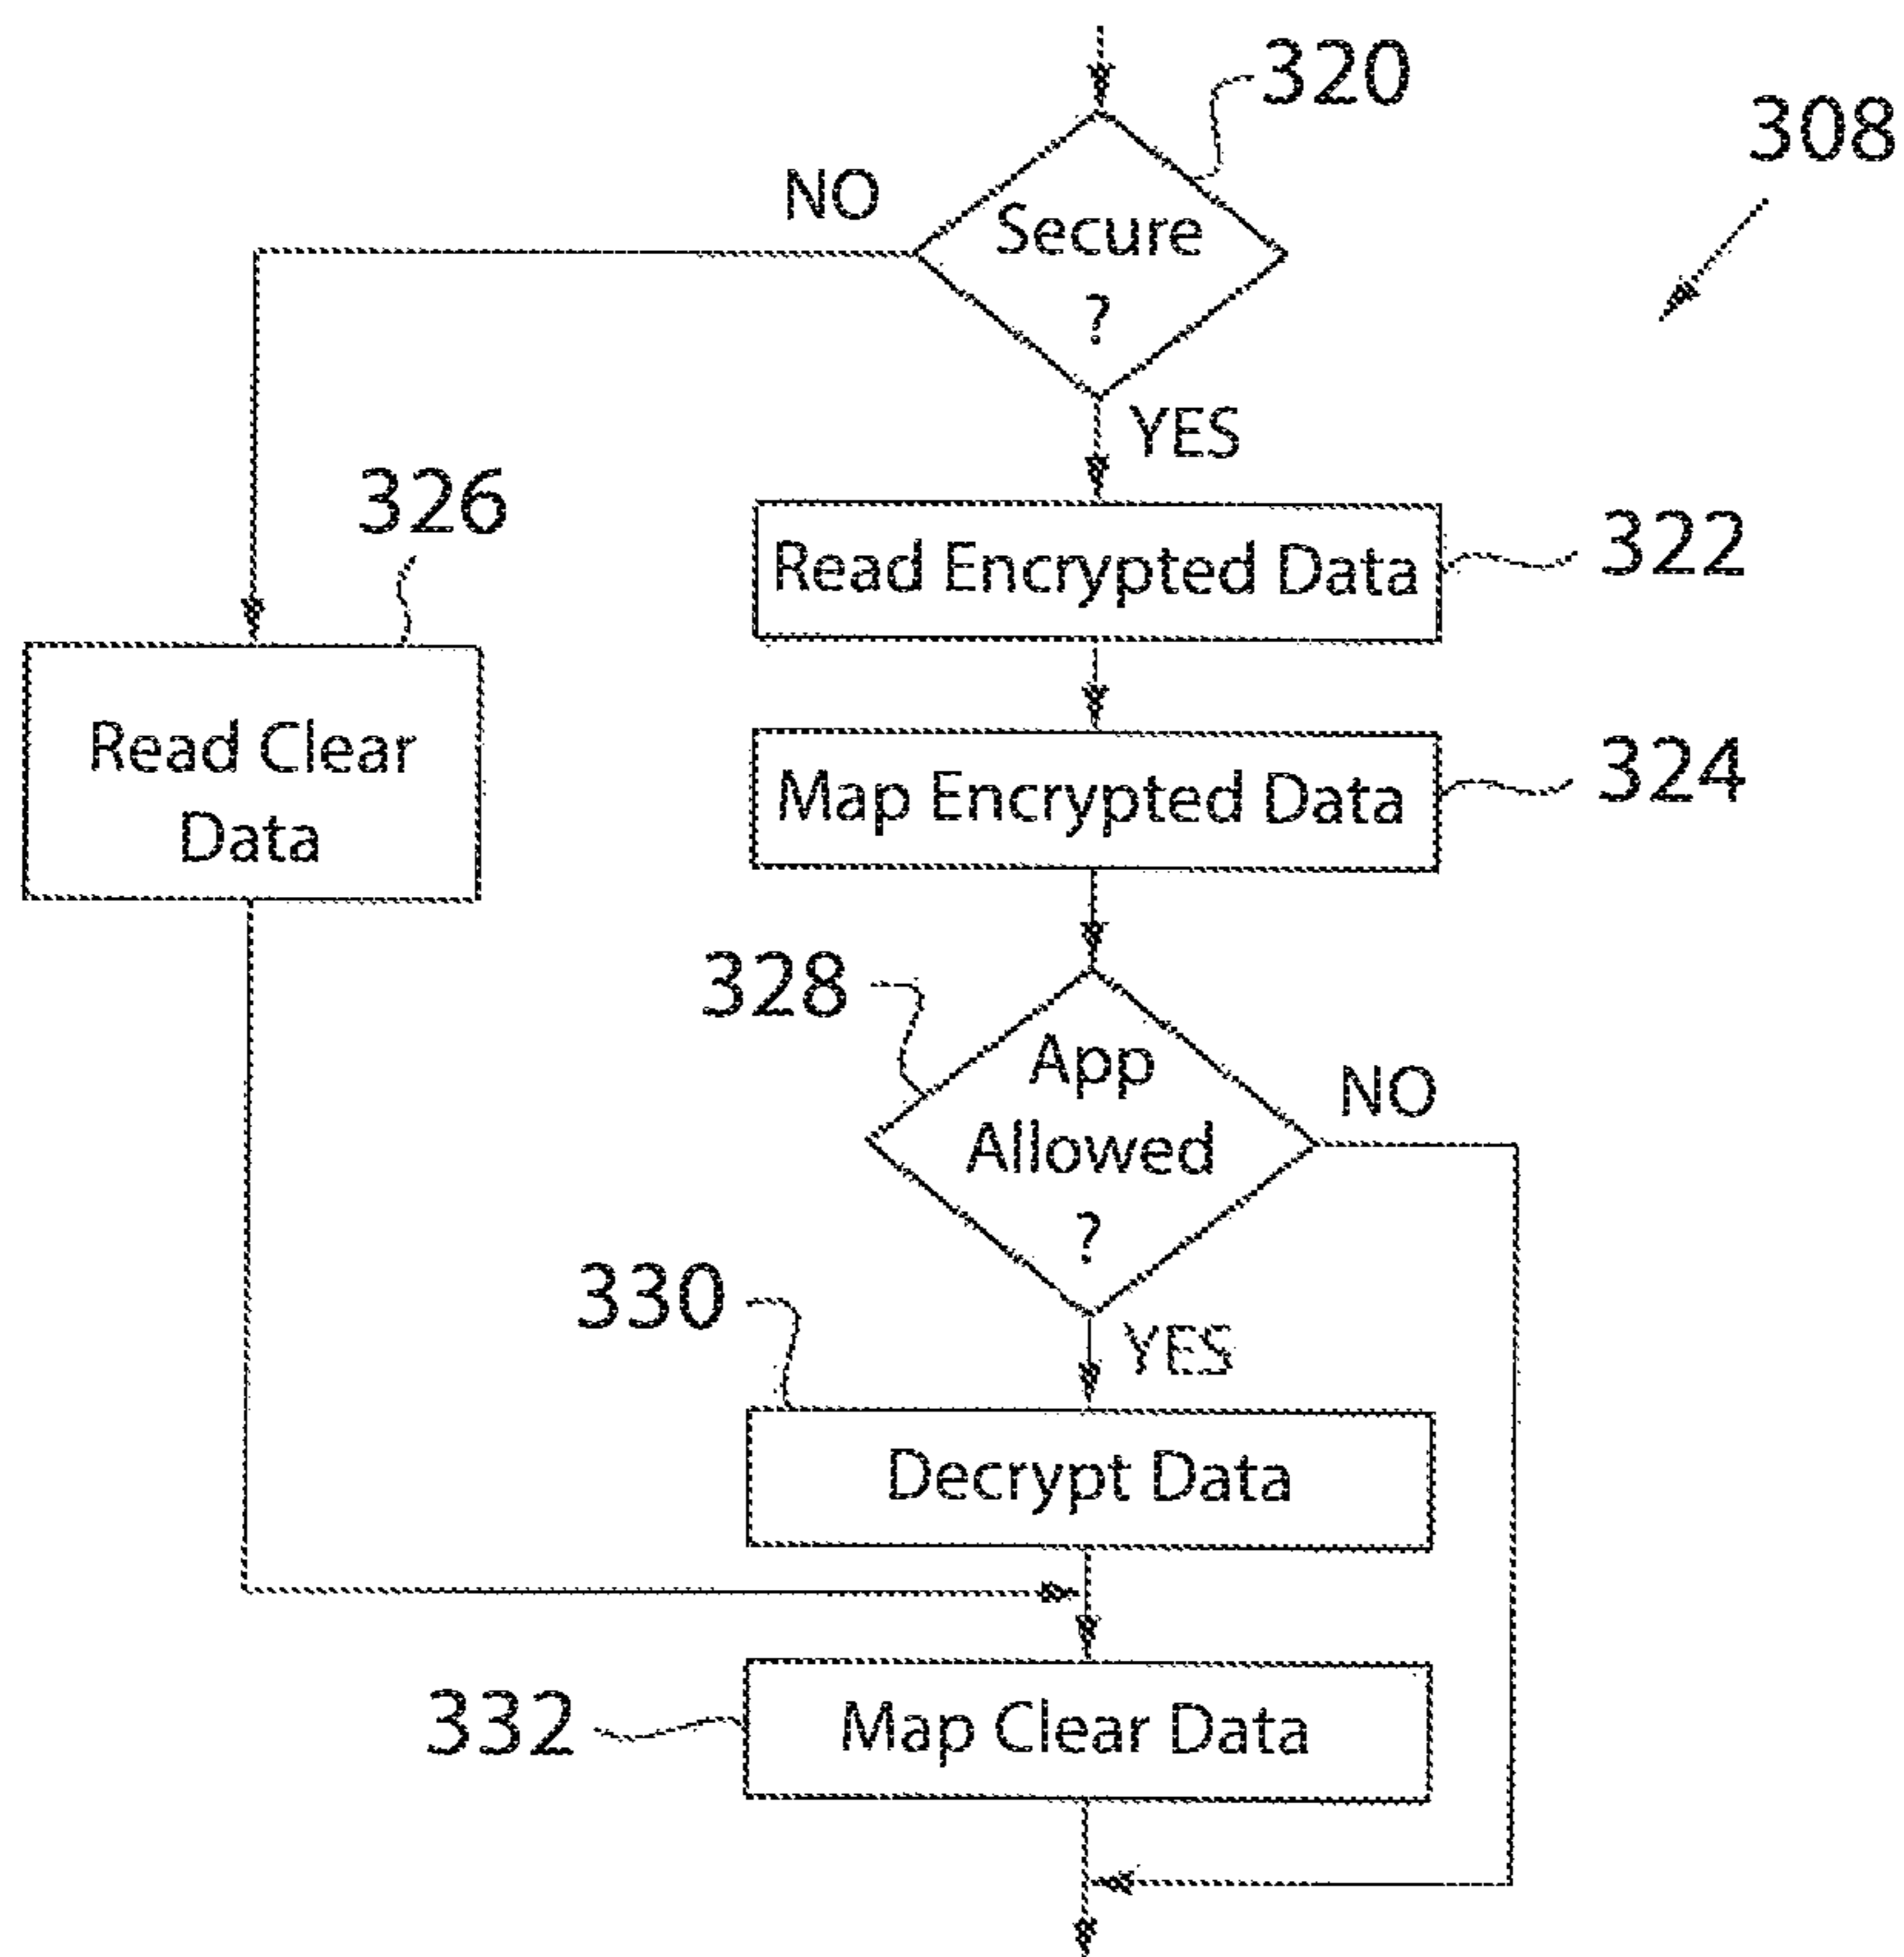 320
308
NO
Secure
?
YES
326
Read Encrypted Data
322
Read Clear
Data
Map Encrypted Data
324
328
App
Allowed
?
NO
330
YES
Decrypt Data
332
Map Clear Data